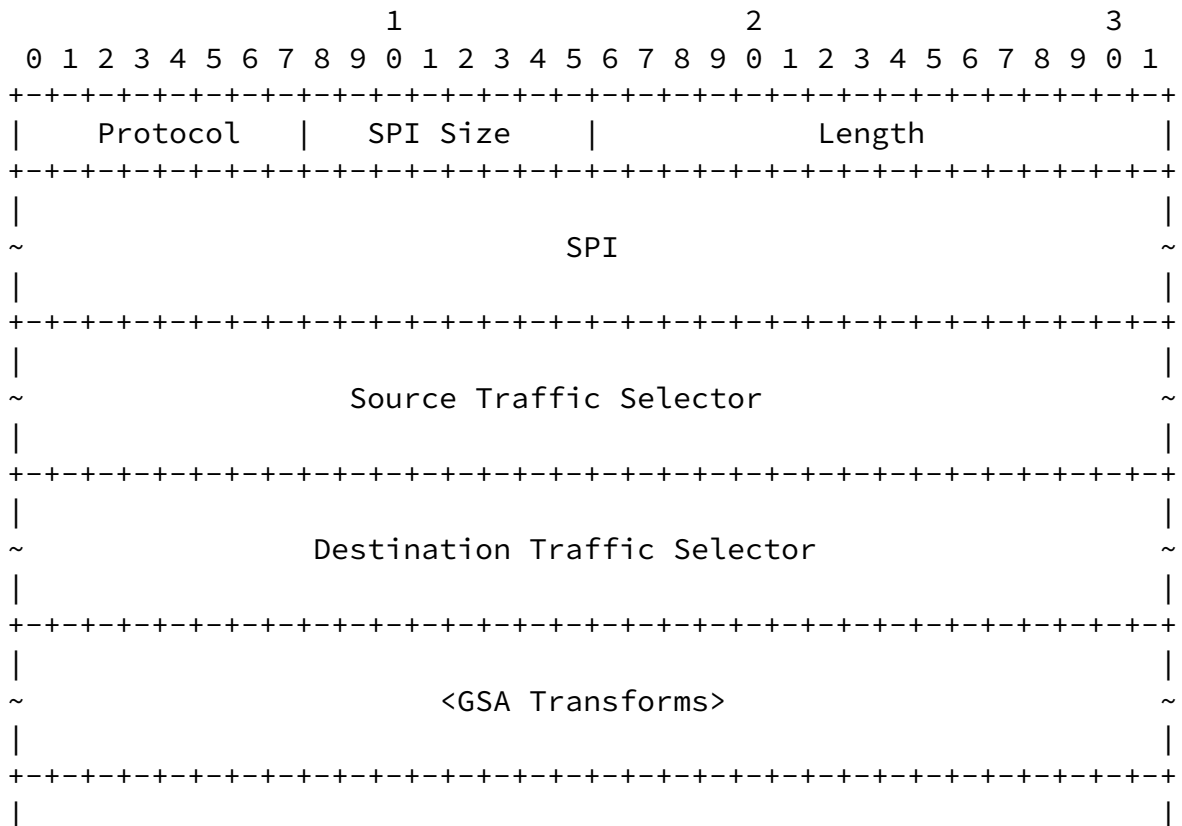 1                   2                   3
 0 1 2 3 4 5 6 7 8 9 0 1 2 3 4 5 6 7 8 9 0 1 2 3 4 5 6 7 8 9 0 1
+-+-+-+-+-+-+-+-+-+-+-+-+-+-+-+-+-+-+-+-+-+-+-+-+-+-+-+-+-+-+-+-+
|    Protocol   |   SPI Size    |            Length             |
+-+-+-+-+-+-+-+-+-+-+-+-+-+-+-+-+-+-+-+-+-+-+-+-+-+-+-+-+-+-+-+-+
|                                                               |
~                              SPI                              ~
|                                                               |
+-+-+-+-+-+-+-+-+-+-+-+-+-+-+-+-+-+-+-+-+-+-+-+-+-+-+-+-+-+-+-+-+
|                                                               |
~                  Source Traffic Selector                      ~
|                                                               |
+-+-+-+-+-+-+-+-+-+-+-+-+-+-+-+-+-+-+-+-+-+-+-+-+-+-+-+-+-+-+-+-+
|                                                               |
~                Destination Traffic Selector                   ~
|                                                               |
+-+-+-+-+-+-+-+-+-+-+-+-+-+-+-+-+-+-+-+-+-+-+-+-+-+-+-+-+-+-+-+-+
|                                                               |
~                       <GSA Transforms>                        ~
|                                                               |
+-+-+-+-+-+-+-+-+-+-+-+-+-+-+-+-+-+-+-+-+-+-+-+-+-+-+-+-+-+-+-+-+
|                                                               |